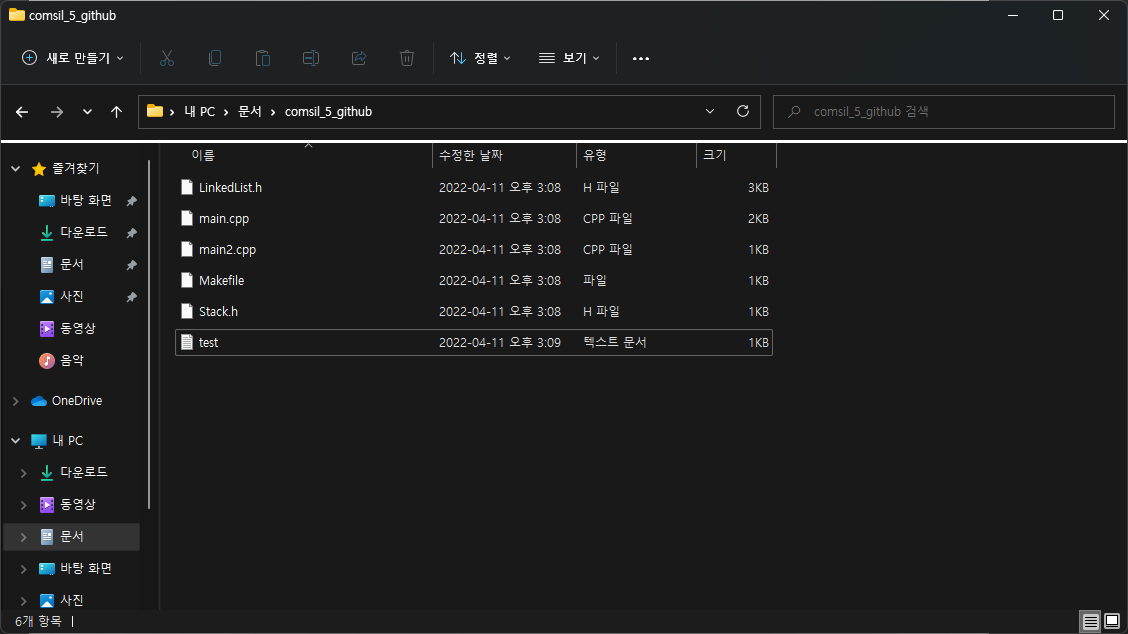 comsil_5_github
새로 만들기 정렬 보기
내 PC 문서 comsil_5_github comsil_5_github 검색
이름 수정한 날짜 유형 크기
LinkedList.h 2022-04-11 오후 3:08 H 파일 3KB
main.cpp 2022-04-11 오후 3:08 CPP 파일 2KB
main2.cpp 2022-04-11 오후 3:08 CPP 파일 1KB
Makefile 2022-04-11 오후 3:08 파일 1KB
Stack.h 2022-04-11 오후 3:08 H 파일 1KB
test 2022-04-11 오후 3:09 텍스트 문서 1KB
즐겨찾기
바탕 화면
다운로드
문서
사진
동영상
음악
OneDrive
내 PC
다운로드
동영상
문서
바탕 화면
사진
6개 항목